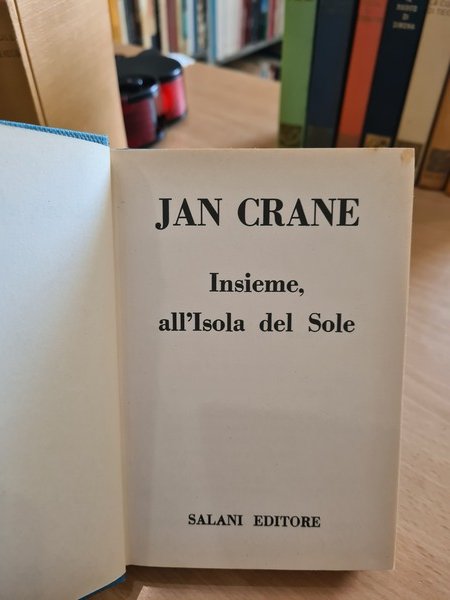 JAN CRANE
Insieme,
all'Isola del Sole
SALANI EDITORE